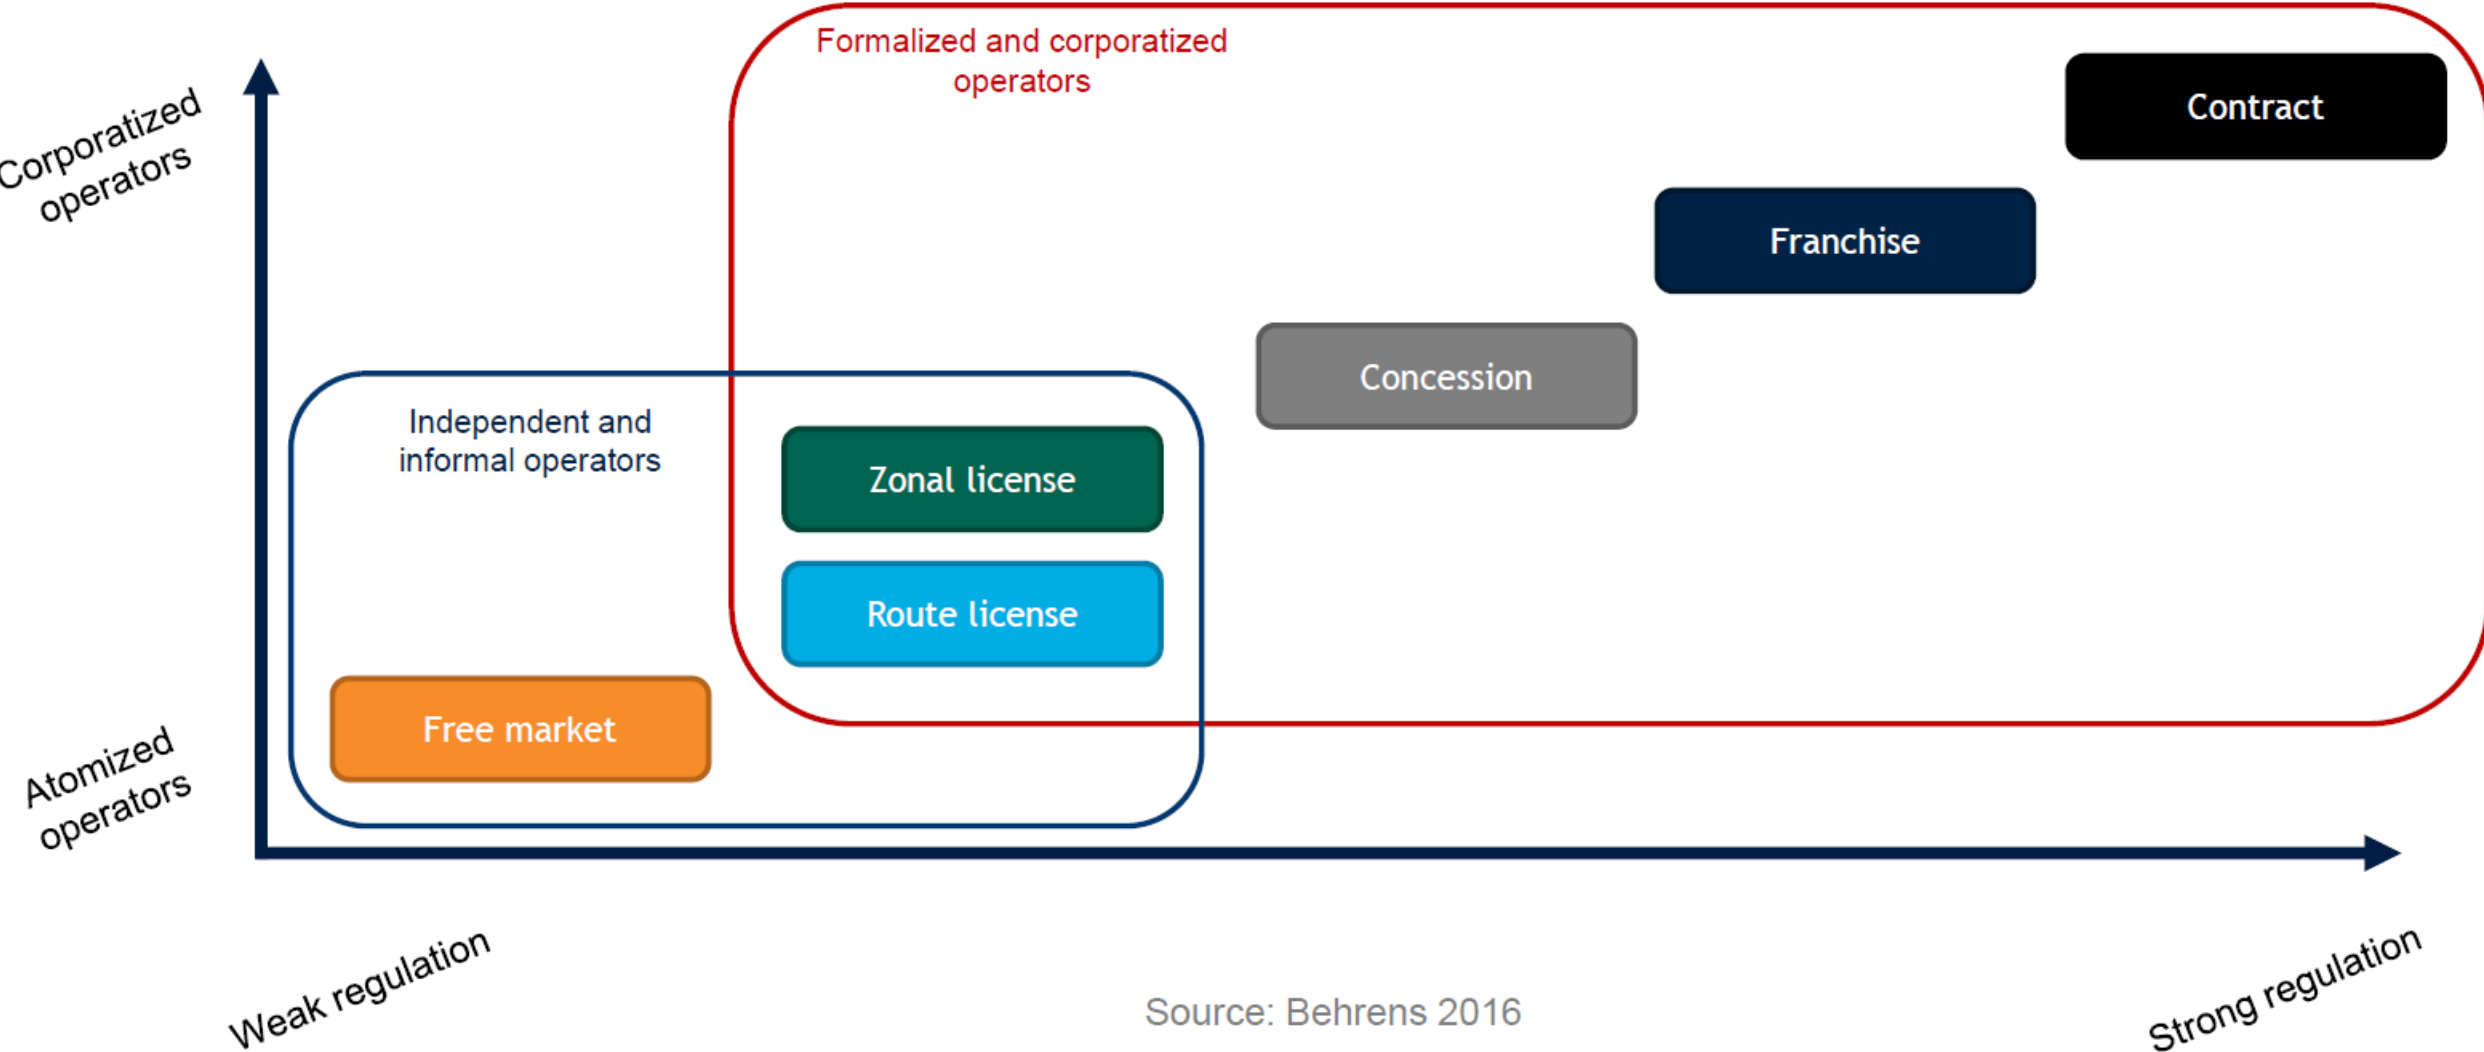 Formalized and corporatized
operators
Contract
Corporatized
operators
Franchise
Concession
Independent and
informal operators
Zonal license
Route license
Free market
Atomized
operators
Weak regulation
Strong regulation
Source: Behrens 2016